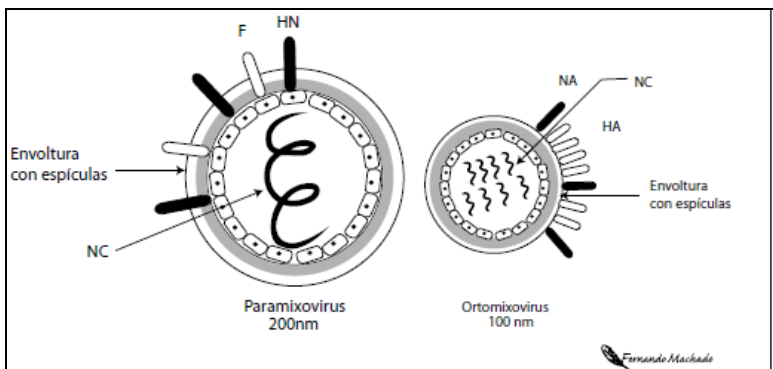 F
HN
Envoltura
con espículas
NC
Paramixovirus
200nm
NA
NC
HA
Envoltura
con espículas
Ortomixovirus
100 nm
Fernando Machado